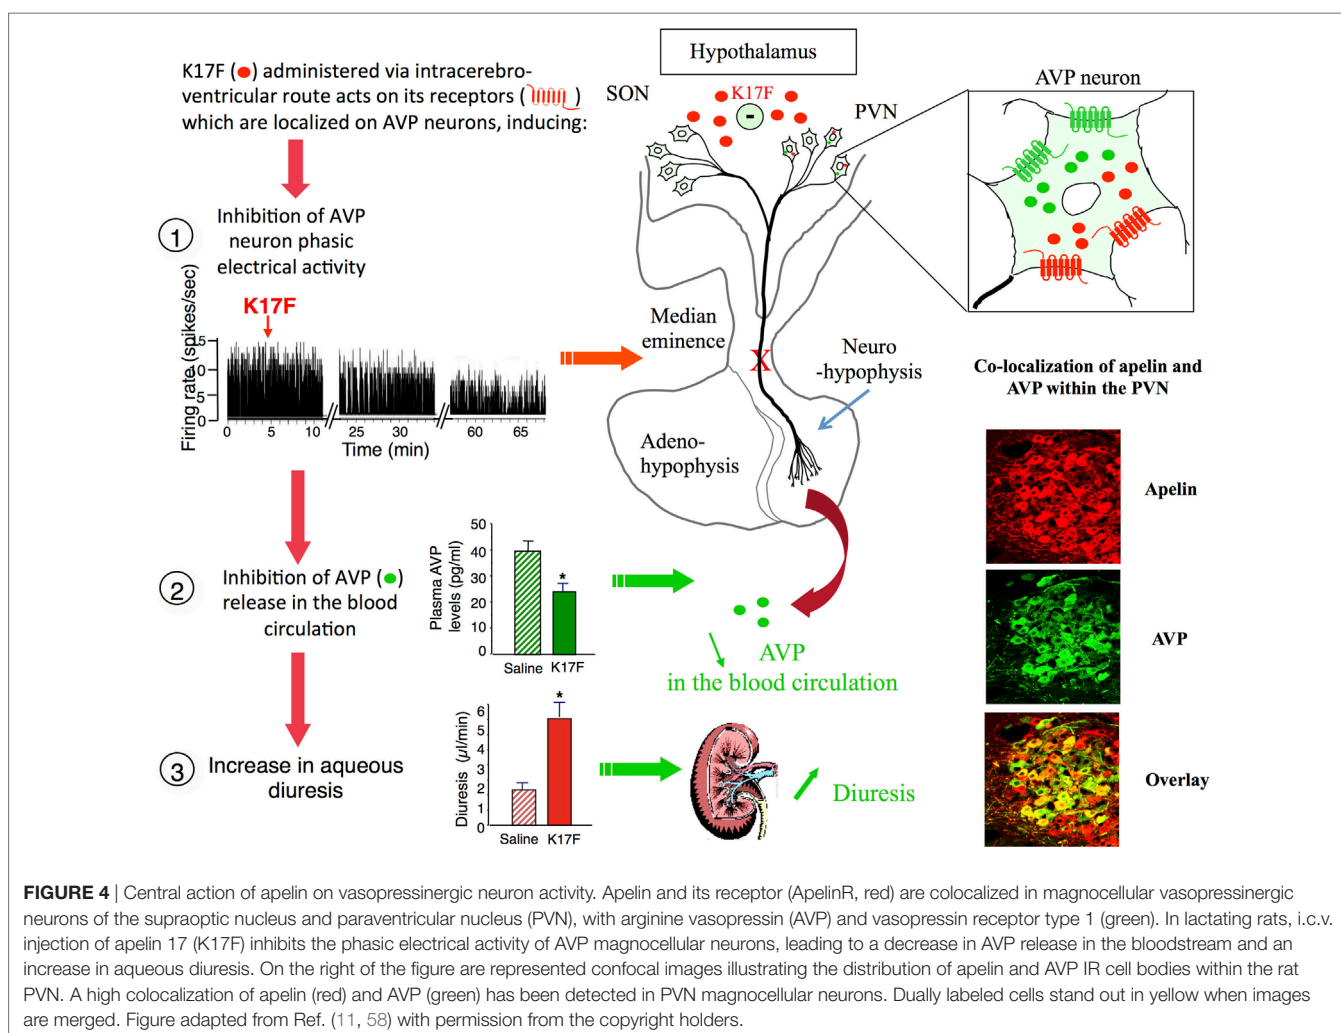 K17F ( ) administered via intracerebro-
ventricular route acts on its receptors ( )
which are localized on AVP neurons, inducing:
1
Inhibition of AVP
neuron phasic
electrical activity
K17F
Firing rate (spikes/sec)
15
10
5
0
0 5 10 25 30 60 65
Time (min)
2
Inhibition of AVP ( )
release in the blood
circulation
Plasma AVP
levels (pg/ml)
50
40
30
20
10
0
*
Saline K17F
3
Increase in aqueous
diuresis
Diuresis (µl/min)
6
5
4
3
2
1
0
*
Saline K17F
Hypothalamus
SON
K17F
-
PVN
Median
eminence
X
Neuro
-hypophysis
Adeno-
hypophysis
AVP
in the blood circulation
Diuresis
AVP neuron
Co-localization of apelin and
AVP within the PVN
Apelin
AVP
Overlay
FIGURE 4 | Central action of apelin on vasopressinergic neuron activity. Apelin and its receptor (ApelinR, red) are colocalized in magnocellular vasopressinergic
neurons of the supraoptic nucleus and paraventricular nucleus (PVN), with arginine vasopressin (AVP) and vasopressin receptor type 1 (green). In lactating rats, i.c.v.
injection of apelin 17 (K17F) inhibits the phasic electrical activity of AVP magnocellular neurons, leading to a decrease in AVP release in the bloodstream and an
increase in aqueous diuresis. On the right of the figure are represented confocal images illustrating the distribution of apelin and AVP IR cell bodies within the rat
PVN. A high colocalization of apelin (red) and AVP (green) has been detected in PVN magnocellular neurons. Dually labeled cells stand out in yellow when images
are merged. Figure adapted from Ref. (11, 58) with permission from the copyright holders.